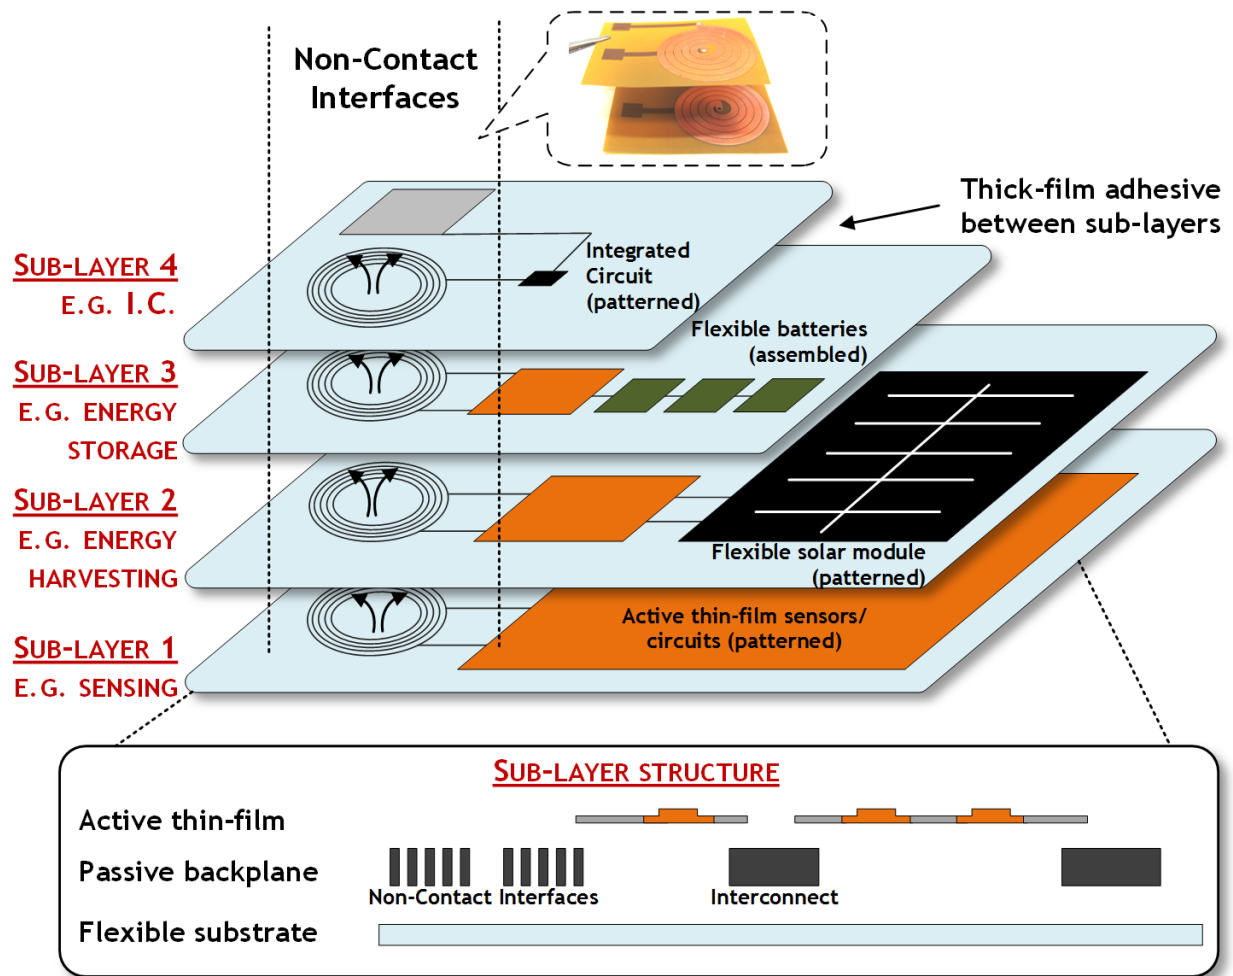 Non-Contact
Interfaces
Thick-film adhesive
between sub-layers
SUB-LAYER 4
E.G. I.C.
Integrated
Circuit
(patterned)
SUB-LAYER 3
E.G. ENERGY
STORAGE
Flexible batteries
(assembled)
SUB-LAYER 2
E.G. ENERGY
HARVESTING
Flexible solar module
(patterned)
SUB-LAYER 1
E.G. SENSING
Active thin-film sensors/
circuits (patterned)
SUB-LAYER STRUCTURE
Active thin-film
Passive backplane
Non-Contact Interfaces Interconnect
Flexible substrate